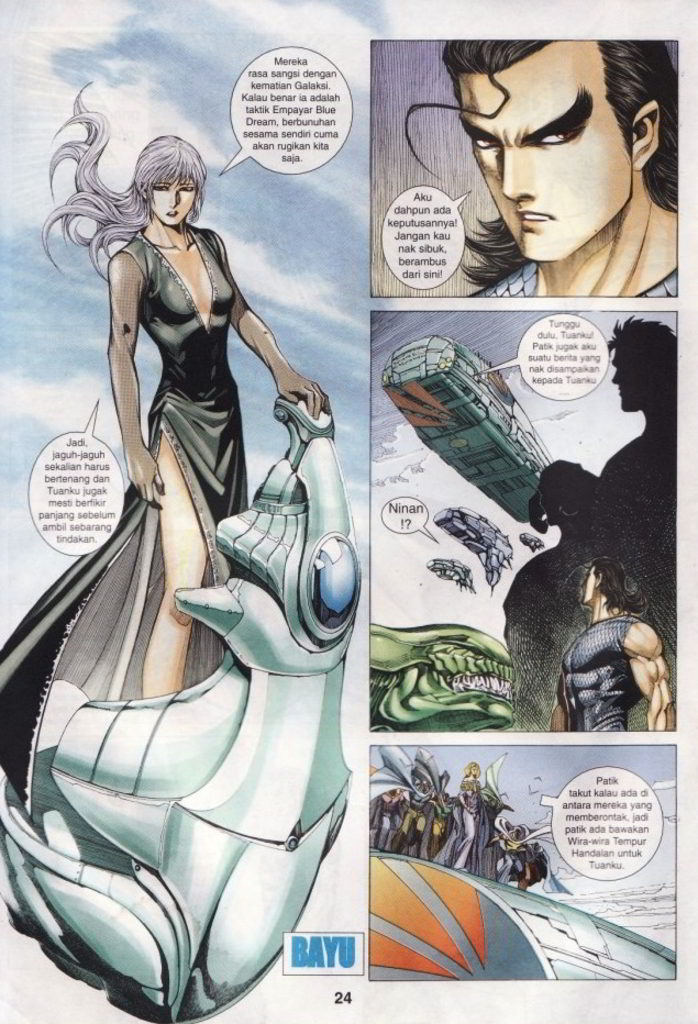 Mereka
rasa sangsi dengan
kematian Galaksi.
Kalau benar ia adalah
taktik Empayar Blue
Dream, berbunuhan
sesama sendiri cuma
akan rugikan kita
saja.
Jadi,
jaguh-jaguh
sekalian harus
bertenang dan
Tuanku jugak
mesti berfikir
panjang sebelum
ambil sebarang
tindakan.
Aku
dahpun ada
keputusannya!
Jangan kau
nak sibuk,
berambus
dari sini!
Tunggu
dulu, Tuanku!
Patik jugak aku
suatu berita yang
nak disampaikan
kepada Tuanku
....
Ninan
!?
Patik
takut kalau ada di
antara mereka yang
memberontak, jadi
patik ada bawakan
Wira-wira Tempur
Handalan untuk
Tuanku.
BAYU
24